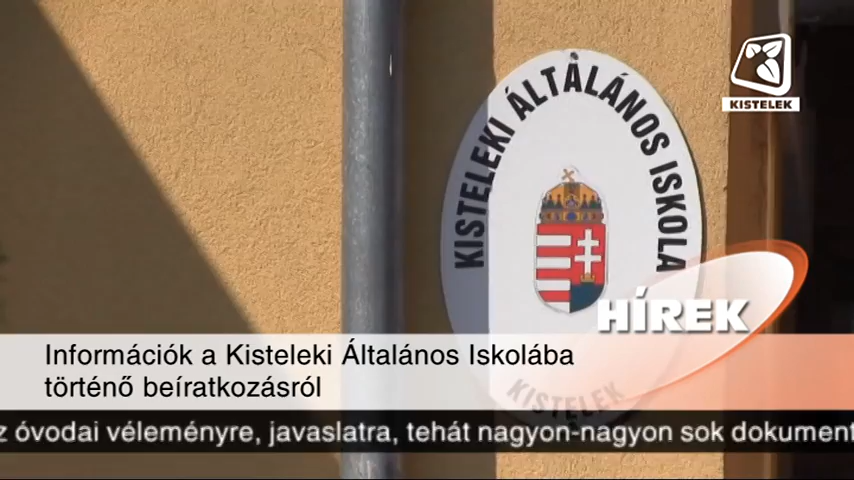 KISTELEK
KISTELEKI ÁLTALÁNOS ISKOLA
KISTELEK
HÍREK
Információk a Kisteleki Általános Iskolába
történő beíratkozásról
óvodai véleményre, javaslatra, tehát nagyon-nagyon sok